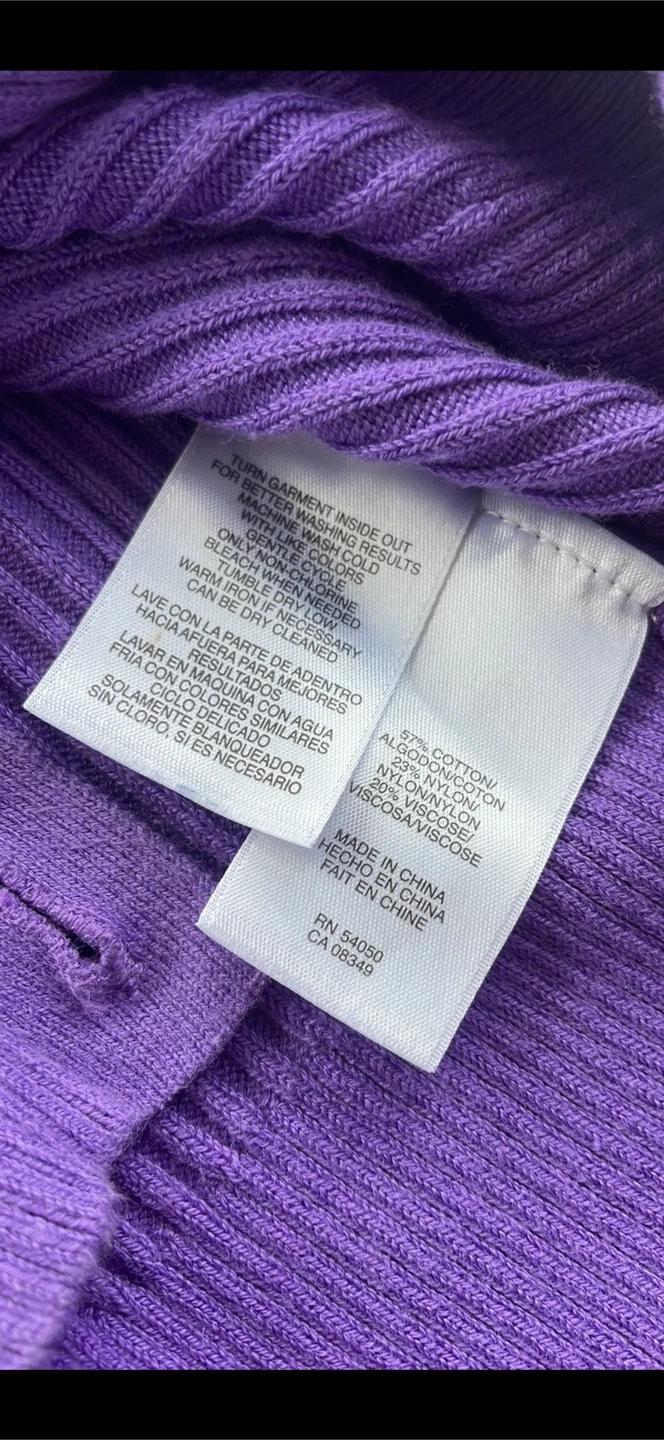 TURN GARMENT INSIDE OUT
FOR BETTER WASHING RESULTS
MACHINE WASH COLD
WITH LIKE COLORS
GENTLE CYCLE
ONLY NON-CHLORINE
BLEACH WHEN NEEDED
TUMBLE DRY LOW
WARM IRON IF NECESSARY
CAN BE DRY CLEANED
LAVE CON LA PARTE DE ADENTRO
HACIA AFUERA PARA MEJORES
RESULTADOS
LAVAR EN MAQUINA CON AGUA
FRIA CON COLORES SIMILARES
CICLO DELICADO
SOLAMENTE BLANQUEADOR
SIN CLORO, SI ES NECESARIO
57% COTTON/
ALGODON/COTON
23% NYLON/
NYLON/NYLON
20% VISCOSE/
VISCOSA/VISCOSE
MADE IN CHINA
HECHO EN CHINA
FAIT EN CHINE
RN 54050
CA 08349